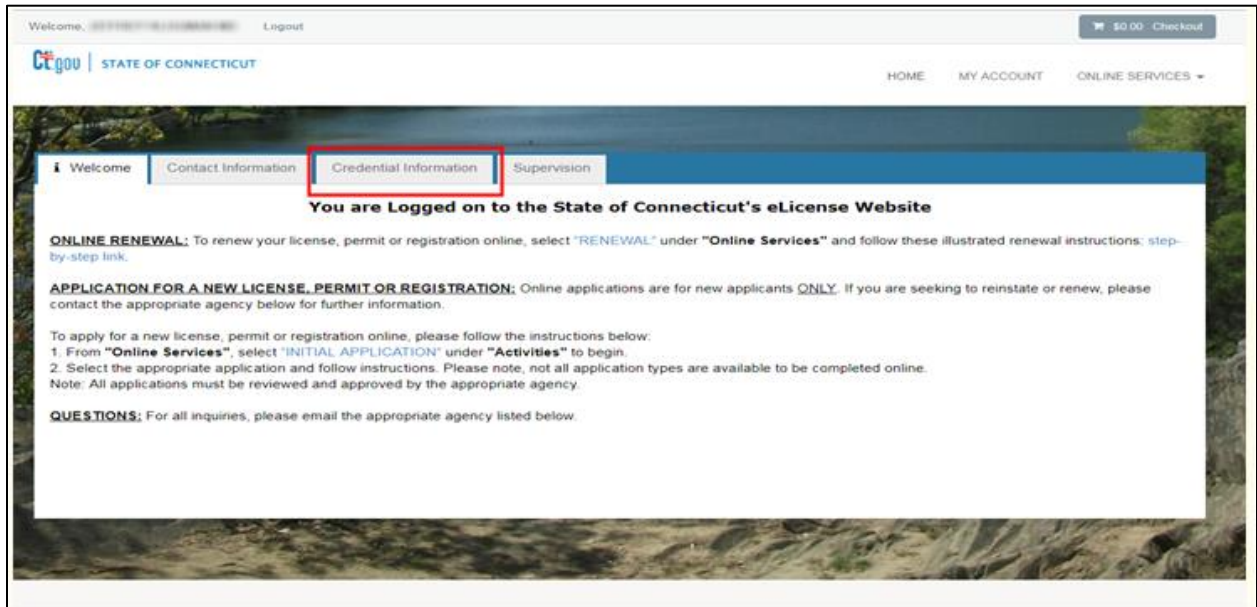 Welcome, Logout $0.00 Checkout
Ct.gov | STATE OF CONNECTICUT
HOME MY ACCOUNT ONLINE SERVICES
i Welcome Contact Information Credential Information Supervision
You are Logged on to the State of Connecticut's eLicense Website
ONLINE RENEWAL: To renew your license, permit or registration online, select "RENEWAL" under "Online Services" and follow these illustrated renewal instructions: step-
by-step link.
APPLICATION FOR A NEW LICENSE, PERMIT OR REGISTRATION: Online applications are for new applicants ONLY. If you are seeking to reinstate or renew, please
contact the appropriate agency below for further information.
To apply for a new license, permit or registration online, please follow the instructions below:
1. From "Online Services", select "INITIAL APPLICATION" under "Activities" to begin.
2. Select the appropriate application and follow instructions. Please note, not all application types are available to be completed online.
Note: All applications must be reviewed and approved by the appropriate agency.
QUESTIONS: For all inquiries, please email the appropriate agency listed below.